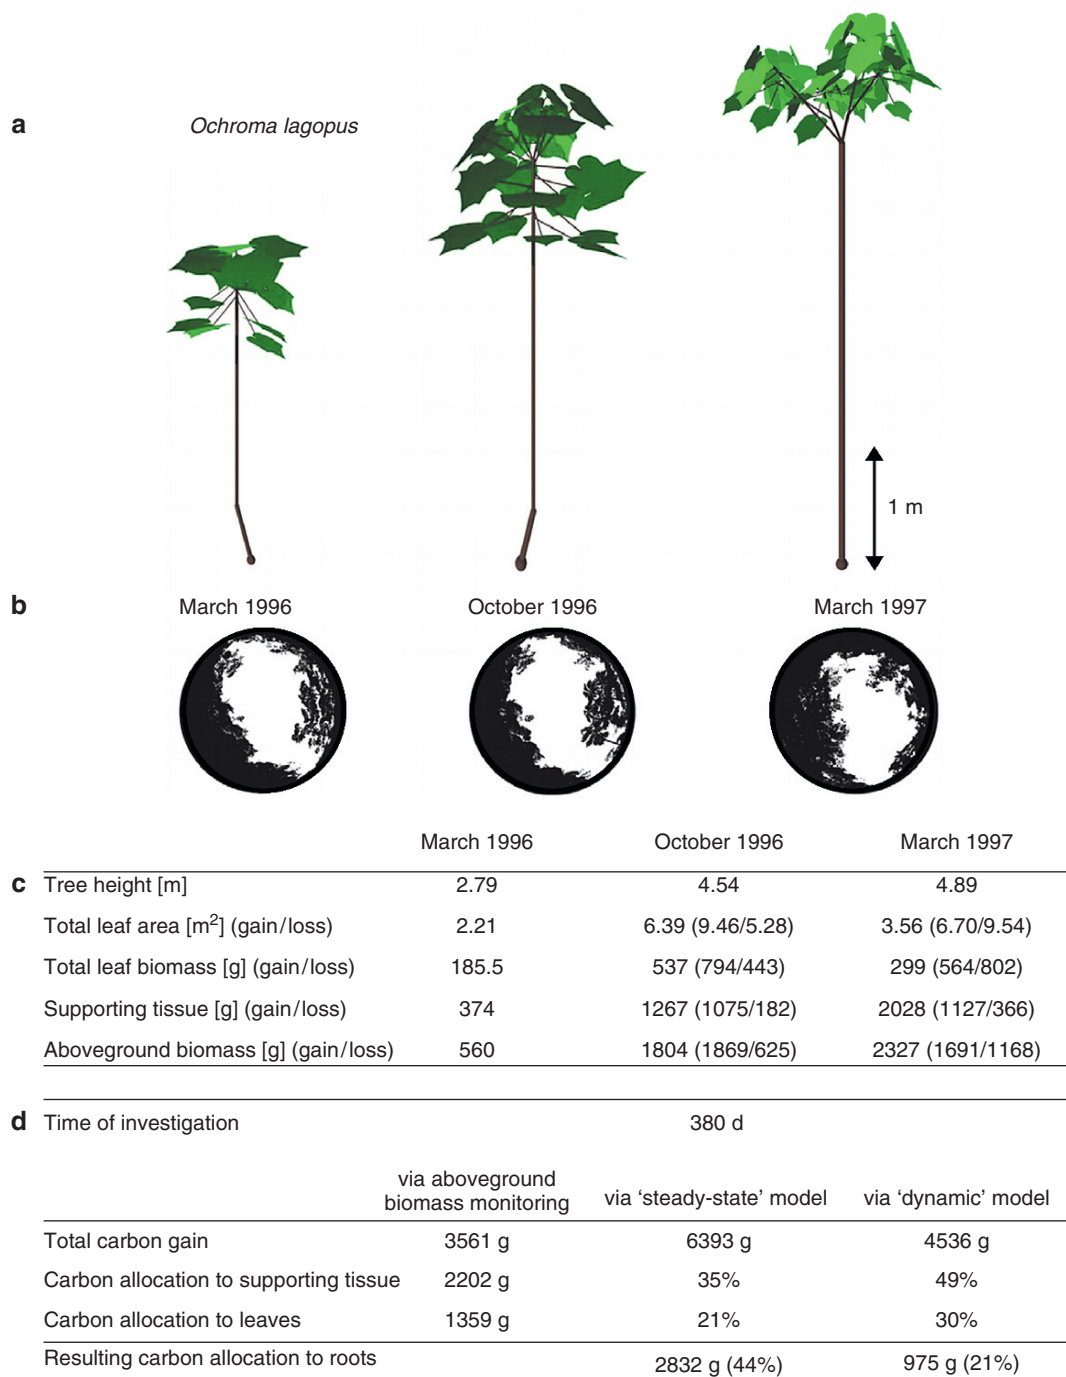 a
Ochroma lagopus
1 m
b
March 1996 October 1996 March 1997
March 1996 October 1996 March 1997
c Tree height [m] 2.79 4.54 4.89
Total leaf area [m²] (gain/loss) 2.21 6.39 (9.46/5.28) 3.56 (6.70/9.54)
Total leaf biomass [g] (gain/loss) 185.5 537 (794/443) 299 (564/802)
Supporting tissue [g] (gain/loss) 374 1267 (1075/182) 2028 (1127/366)
Aboveground biomass [g] (gain/loss) 560 1804 (1869/625) 2327 (1691/1168)
d Time of investigation 380 d
via aboveground
biomass monitoring via ‘steady-state’ model via ‘dynamic’ model
Total carbon gain 3561 g 6393 g 4536 g
Carbon allocation to supporting tissue 2202 g 35% 49%
Carbon allocation to leaves 1359 g 21% 30%
Resulting carbon allocation to roots 2832 g (44%) 975 g (21%)